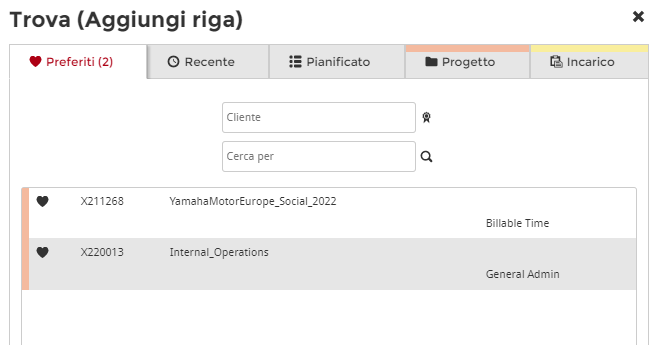 Trova (Aggiungi riga)
Preferiti (2) Recente Pianificato Progetto Incarico
Cliente
Cerca per
X211268 YamahaMotorEurope_Social_2022
Billable Time
X220013 Internal_Operations
General Admin